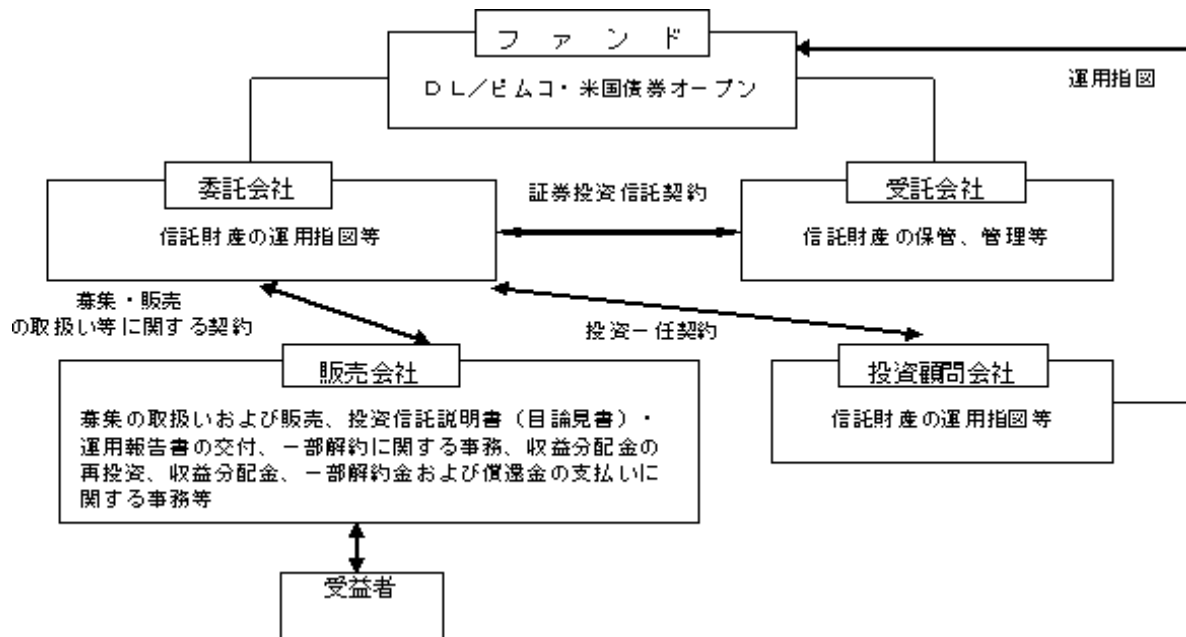 ファンド
運用指図
DL/ピムコ・米国債券オープン
委託会社
証券投資信託契約
受託会社
信託財産の運用指図等
信託財産の保管、管理等
募集・販売
の取扱い等に関する契約
投資一任契約
販売会社
投資顧問会社
募集の取扱いおよび販売、投資信託説明書(目論見書)・
運用報告書の交付、一部解約に関する事務、収益分配金の
再投資、収益分配金、一部解約金および償還金の支払いに
関する事務等
信託財産の運用指図等
受益者